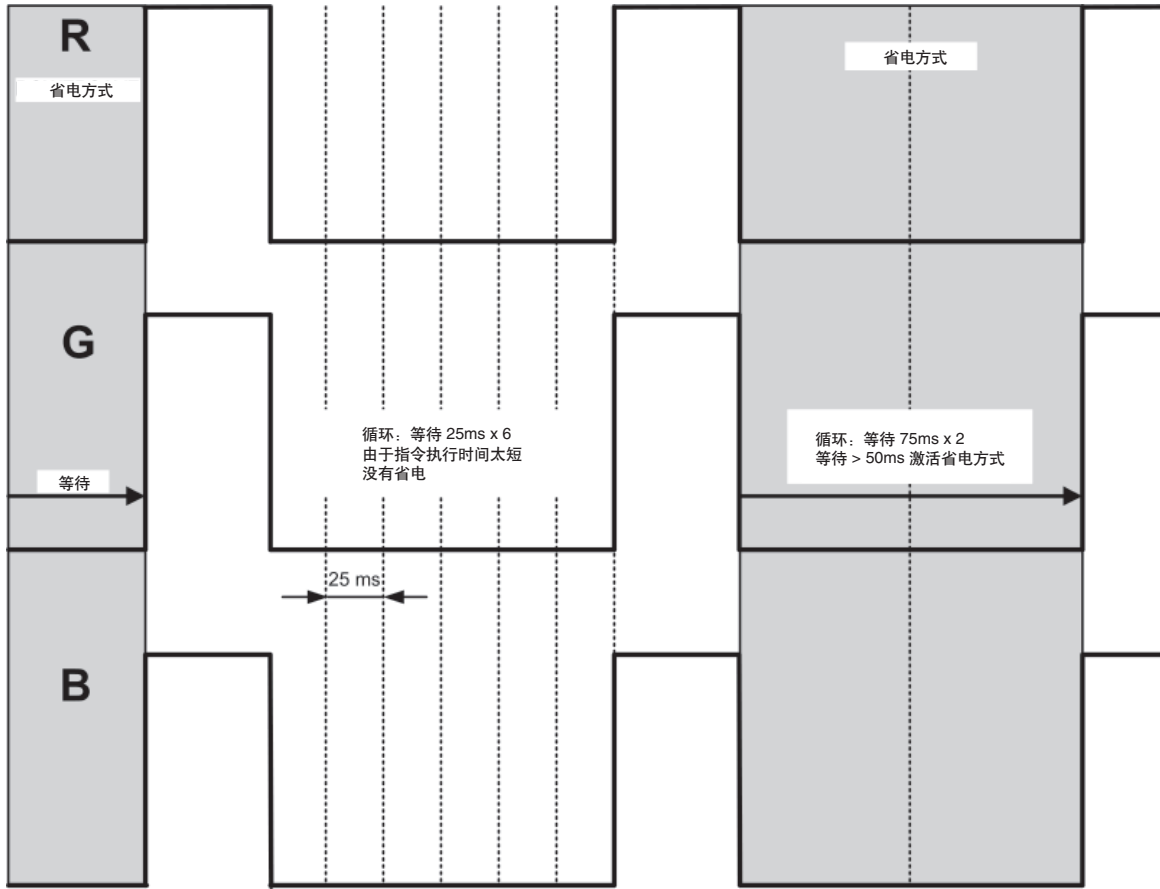 R
省电方式
省电方式
G
循环：等待 25ms x 6
由于指令执行时间太短
没有省电
循环：等待 75ms x 2
等待 > 50ms 激活省电方式
等待
25 ms
B